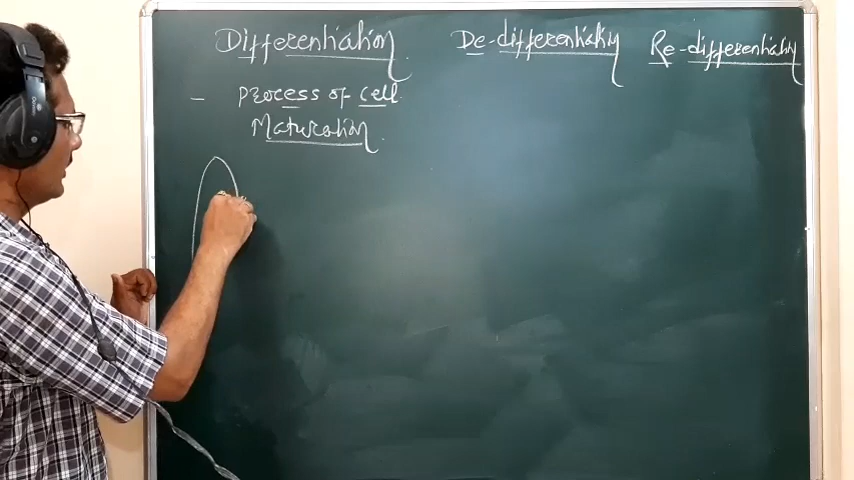 Differentiation
De-differentiation
Re-differentiation
- Process of cell
Maturation